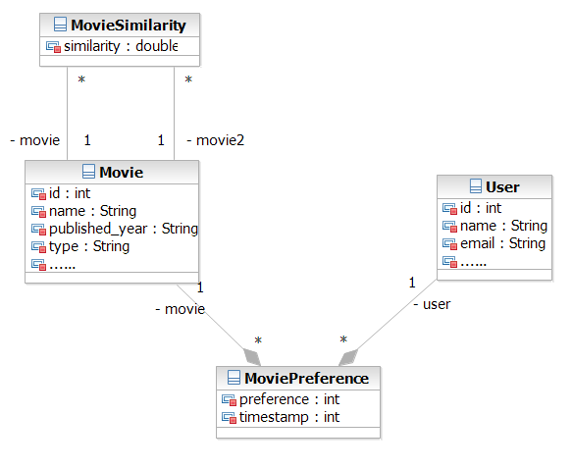 MovieSimilarity
similarity : double
* *
- movie 1 1 - movie2
Movie
id : int
name : String
published_year : String
type : String
......
User
id : int
name : String
email : String
......
1 1
- movie - user
* *
MoviePreference
preference : int
timestamp : int